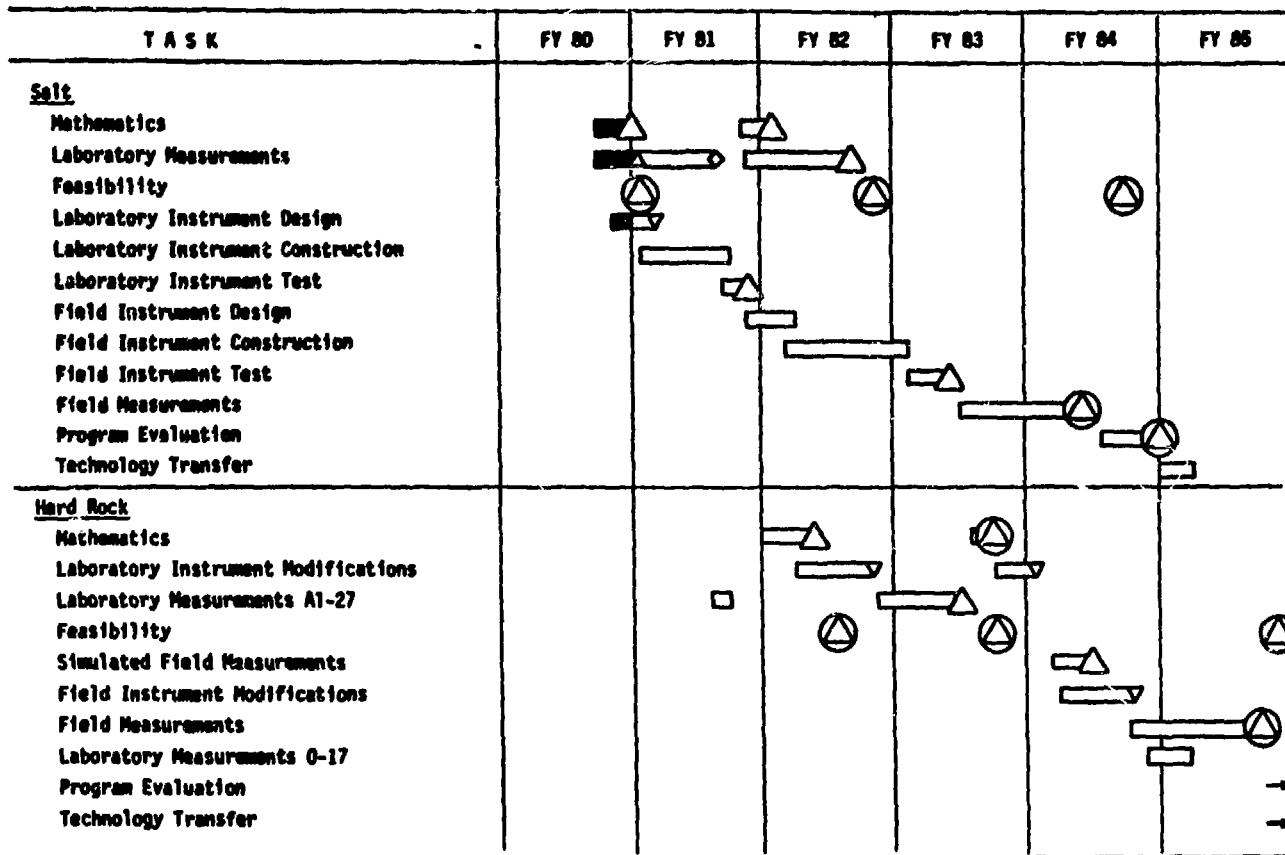 TASK FY 80 FY 81 FY 82 FY 83 FY 84 FY 85
Salt
Mathematics
Laboratory Measurements
Feasibility
Laboratory Instrument Design
Laboratory Instrument Construction
Laboratory Instrument Test
Field Instrument Design
Field Instrument Construction
Field Instrument Test
Field Measurements
Program Evaluation
Technology Transfer
Hard Rock
Mathematics
Laboratory Instrument Modifications
Laboratory Measurements Al-27
Feasibility
Simulated Field Measurements
Field Instrument Modifications
Field Measurements
Laboratory Measurements O-17
Program Evaluation
Technology Transfer